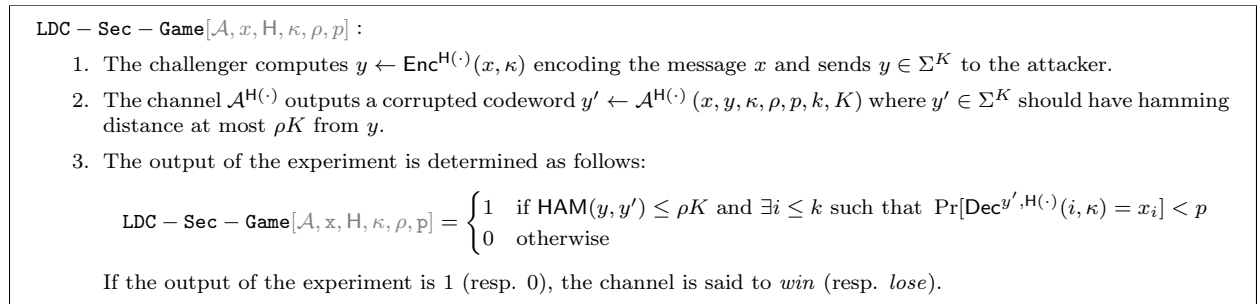 LDC − Sec − Game[𝒜, x, H, κ, ρ, p] :
1. The challenger computes y ← Enc^{H(·)}(x, κ) encoding the message x and sends y ∈ Σ^K to the attacker.
2. The channel 𝒜^{H(·)} outputs a corrupted codeword y′ ← 𝒜^{H(·)} (x, y, κ, ρ, p, k, K) where y′ ∈ Σ^K should have hamming
distance at most ρK from y.
3. The output of the experiment is determined as follows:
LDC − Sec − Game[𝒜, x, H, κ, ρ, p] = { 1 if HAM(y, y′) ≤ ρK and ∃i ≤ k such that Pr[Dec^{y′,H(·)}(i, κ) = x_i] < p
0 otherwise
If the output of the experiment is 1 (resp. 0), the channel is said to win (resp. lose).